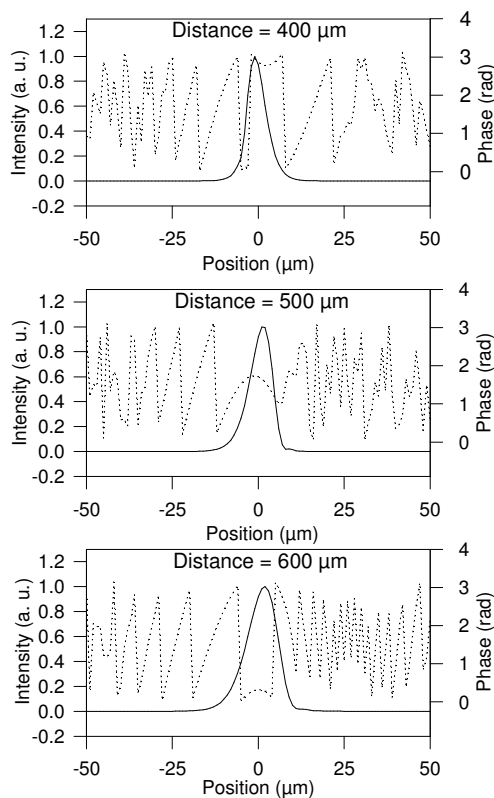 Distance = 400 µm
Intensity (a. u.)
1.2
1.0
0.8
0.6
0.4
0.2
0.0
-0.2
4
3
2
1
0
Phase (rad)
-50 -25 0 25 50
Position (µm)
Distance = 500 µm
Intensity (a. u.)
1.2
1.0
0.8
0.6
0.4
0.2
0.0
-0.2
4
3
2
1
0
Phase (rad)
-50 -25 0 25 50
Position (µm)
Distance = 600 µm
Intensity (a. u.)
1.2
1.0
0.8
0.6
0.4
0.2
0.0
-0.2
4
3
2
1
0
Phase (rad)
-50 -25 0 25 50
Position (µm)